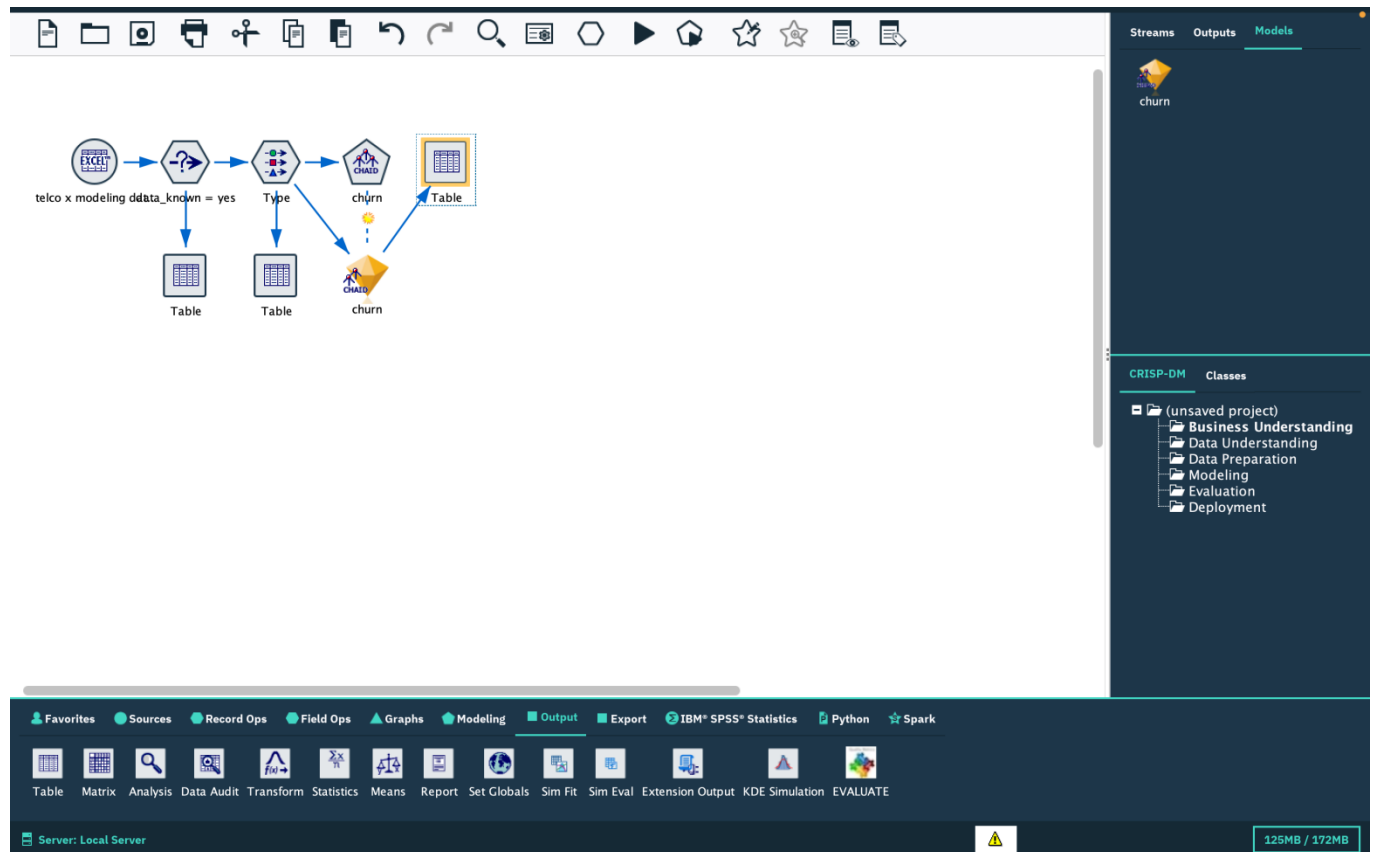 Streams Outputs Models
churn
EXCEL™
CHAID
telco x modeling data
data_known = yes
Type
churn
Table
CHAID
Table
Table
churn
CRISP-DM Classes
(unsaved project)
Business Understanding
Data Understanding
Data Preparation
Modeling
Evaluation
Deployment
Favorites Sources Record Ops Field Ops Graphs Modeling Output Export IBM® SPSS® Statistics Python Spark
Table Matrix Analysis Data Audit Transform Statistics Means Report Set Globals Sim Fit Sim Eval Extension Output KDE Simulation EVALUATE
Server: Local Server
125MB / 172MB